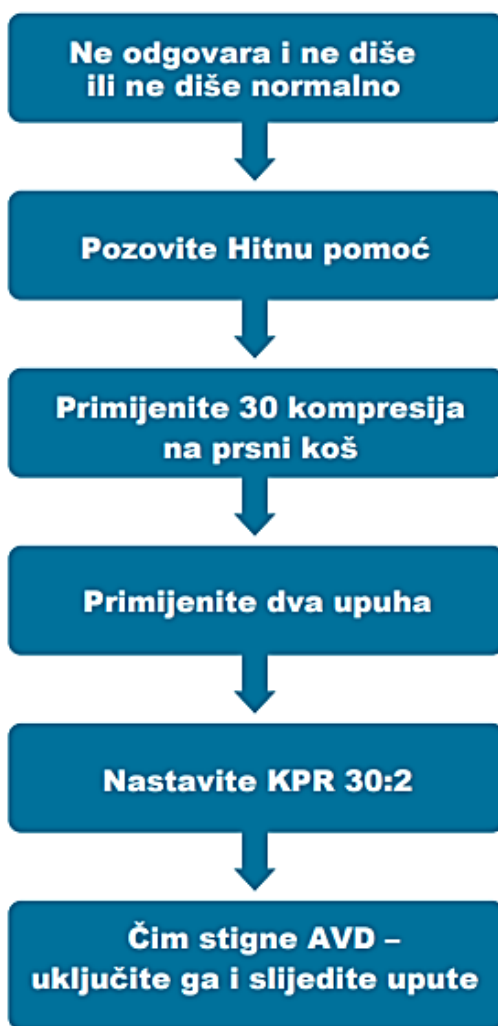 Ne odgovara i ne diše
ili ne diše normalno
Pozovite Hitnu pomoć
Primijenite 30 kompresija
na prsni koš
Primijenite dva upuha
Nastavite KPR 30:2
Čim stigne AVD –
uključite ga i slijedite upute